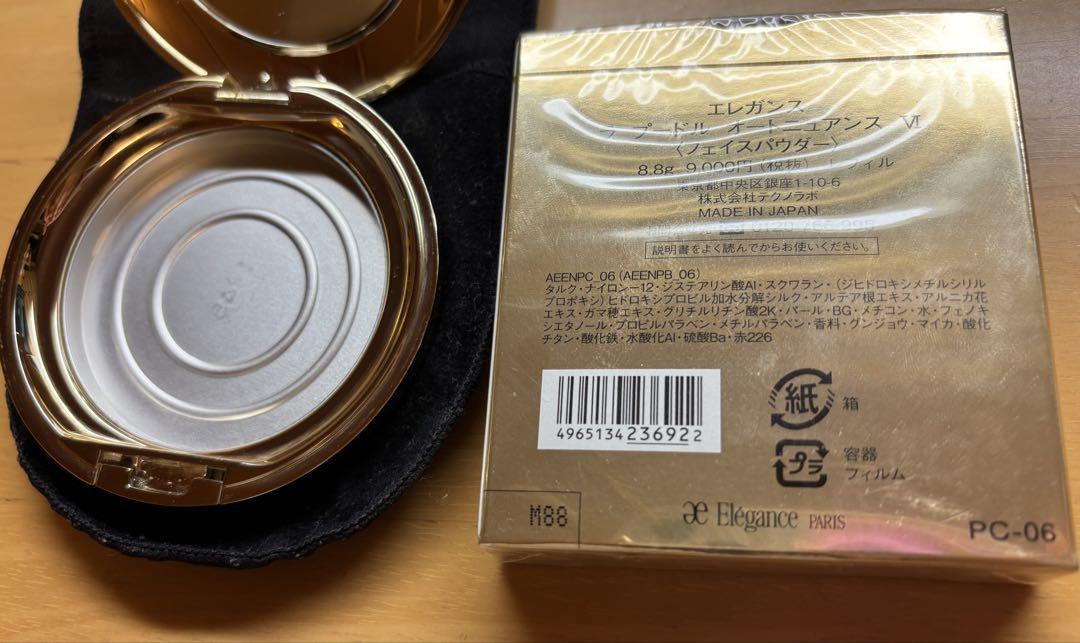 エレガンス
ラ プードル オートニュアンス Ⅵ
〈フェイスパウダー〉
8.8g 9,000円(税抜) レフィル
東京都中央区銀座1-10-6
株式会社テクノラボ
MADE IN JAPAN
説明書をよく読んでからお使いください。
AEENPC_06 (AEENPB_06)
タルク・ナイロン-12・ジステアリン酸Al・スクワラン・(ジヒドロキシメチルシリル
プロポキシ)ヒドロキシプロピル加水分解シルク・アルテア根エキス・アルニカ花
エキス・ガマ穂エキス・グリチルリチン酸2K・パール・BG・メチコン・水・フェノキ
シエタノール・プロピルパラベン・メチルパラベン・香料・グンジョウ・マイカ・酸化
チタン・酸化鉄・水酸化Al・硫酸Ba・赤226
4965134236922
紙 箱
プラ 容器
フィルム
M88
æ Elégance PARIS
PC-06